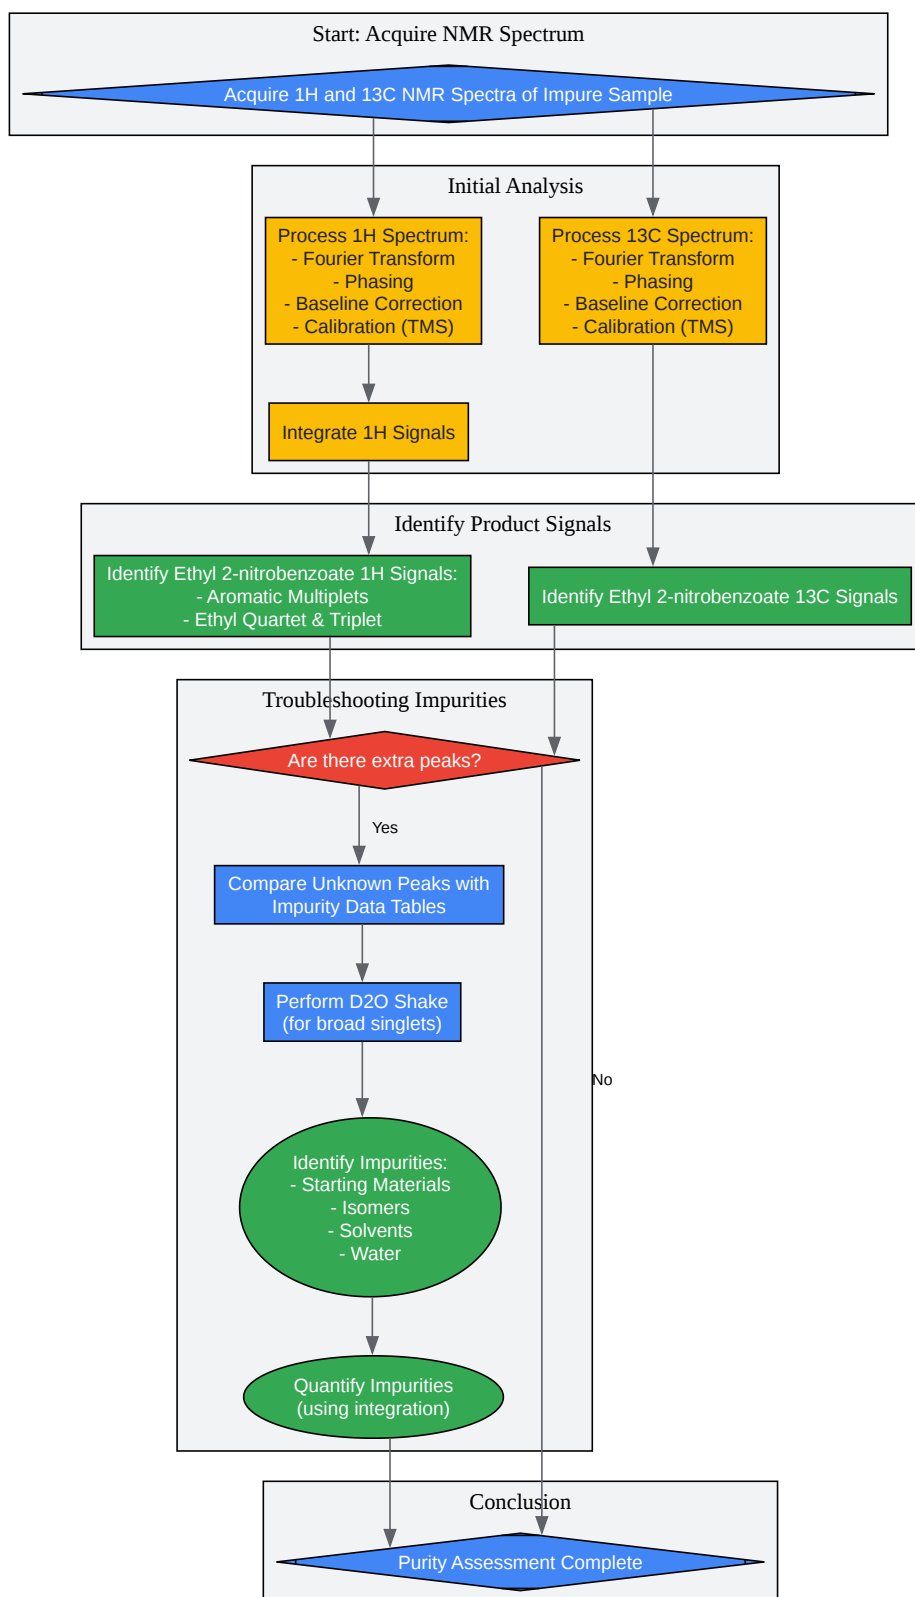 Start: Acquire NMR Spectrum
Acquire 1H and 13C NMR Spectra of Impure Sample
Initial Analysis
Process 1H Spectrum:
- Fourier Transform
- Phasing
- Baseline Correction
- Calibration (TMS)
Process 13C Spectrum:
- Fourier Transform
- Phasing
- Baseline Correction
- Calibration (TMS)
Integrate 1H Signals
Identify Product Signals
Identify Ethyl 2-nitrobenzoate 1H Signals:
- Aromatic Multiplets
- Ethyl Quartet & Triplet
Identify Ethyl 2-nitrobenzoate 13C Signals
Troubleshooting Impurities
Are there extra peaks?
Yes
Compare Unknown Peaks with
Impurity Data Tables
Perform D2O Shake
(for broad singlets)
No
Identify Impurities:
- Starting Materials
- Isomers
- Solvents
- Water
Quantify Impurities
(using integration)
Conclusion
Purity Assessment Complete